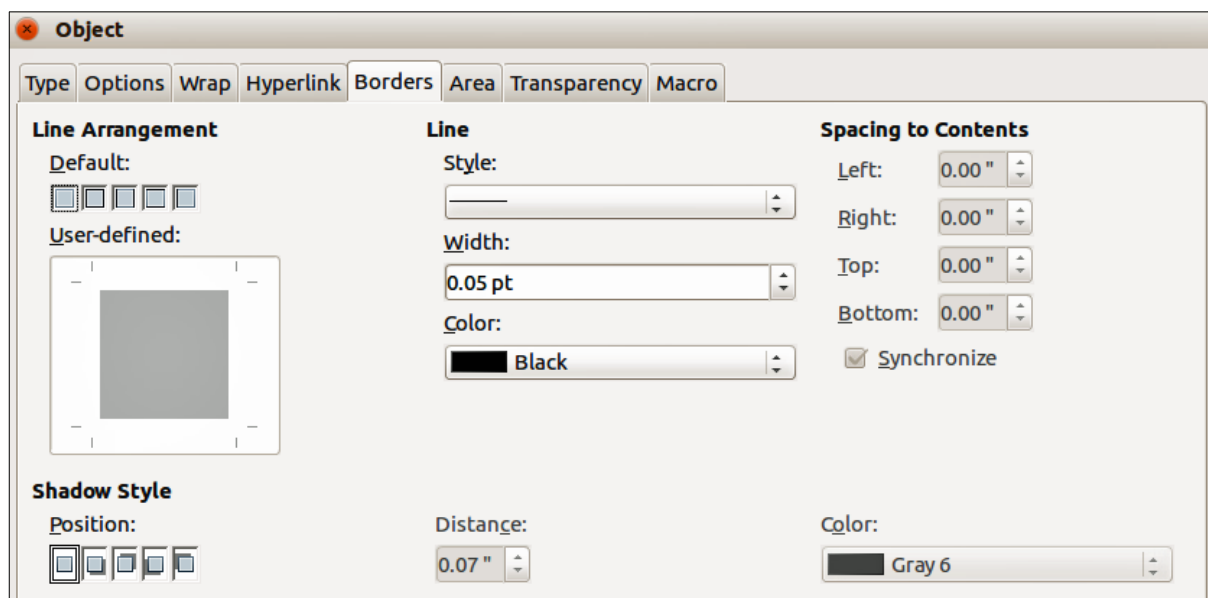 Object
Type Options Wrap Hyperlink Borders Area Transparency Macro
Line Arrangement
Default:
User-defined:
Line
Style:
Width:
0.05 pt
Color:
Black
Spacing to Contents
Left: 0.00 "
Right: 0.00 "
Top: 0.00 "
Bottom: 0.00 "
Synchronize
Shadow Style
Position:
Distance:
0.07 "
Color:
Gray 6